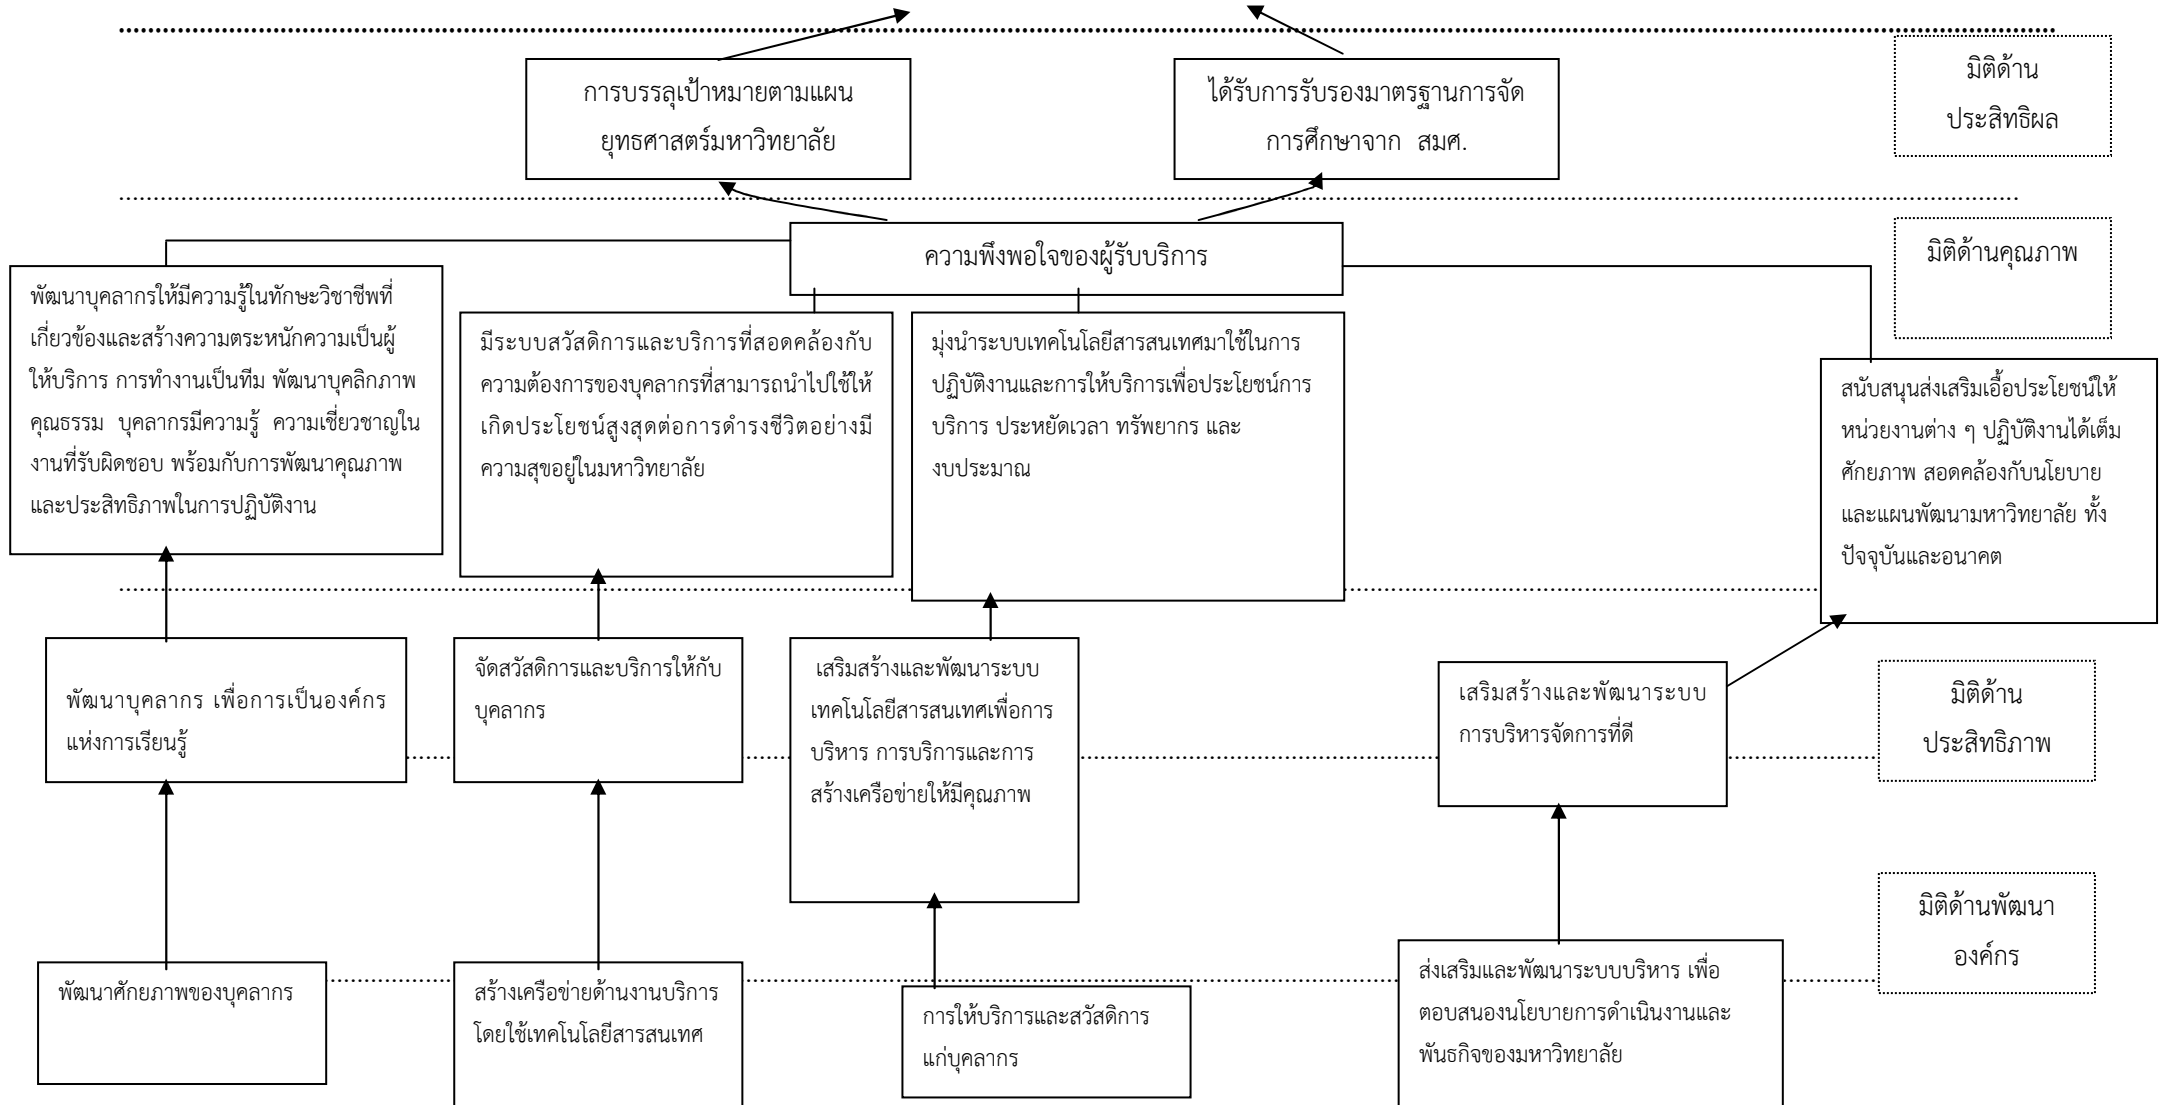 การบรรลุเป้าหมายตามแผน
ยุทธศาสตร์มหาวิทยาลัย
ได้รับการรับรองมาตรฐานการจัด
การศึกษาจาก สมศ.
มิติด้าน
ประสิทธิผล
ความพึงพอใจของผู้รับบริการ
มิติด้านคุณภาพ
พัฒนาบุคลากรให้มีความรู้ในทักษะวิชาชีพที่
เกี่ยวข้องและสร้างความตระหนักความเป็นผู้
ให้บริการ การทำงานเป็นทีม พัฒนาบุคลิกภาพ
คุณธรรม บุคลากรมีความรู้ ความเชี่ยวชาญใน
งานที่รับผิดชอบ พร้อมกับการพัฒนาคุณภาพ
และประสิทธิภาพในการปฏิบัติงาน
มีระบบสวัสดิการและบริการที่สอดคล้องกับ
ความต้องการของบุคลากรที่สามารถนำไปใช้ให้
เกิดประโยชน์สูงสุดต่อการดำรงชีวิตอย่างมี
ความสุขอยู่ในมหาวิทยาลัย
มุ่งนำระบบเทคโนโลยีสารสนเทศมาใช้ในการ
ปฏิบัติงานและการให้บริการเพื่อประโยชน์การ
บริการ ประหยัดเวลา ทรัพยากร และ
งบประมาณ
สนับสนุนส่งเสริมเอื้อประโยชน์ให้
หน่วยงานต่าง ๆ ปฏิบัติงานได้เต็ม
ศักยภาพ สอดคล้องกับนโยบาย
และแผนพัฒนามหาวิทยาลัย ทั้ง
ปัจจุบันและอนาคต
พัฒนาบุคลากร เพื่อการเป็นองค์กร
แห่งการเรียนรู้
จัดสวัสดิการและบริการให้กับ
บุคลากร
เสริมสร้างและพัฒนาระบบ
เทคโนโลยีสารสนเทศเพื่อการ
บริหาร การบริการและการ
สร้างเครือข่ายให้มีคุณภาพ
เสริมสร้างและพัฒนาระบบ
การบริหารจัดการที่ดี
มิติด้าน
ประสิทธิภาพ
มิติด้านพัฒนา
องค์กร
พัฒนาศักยภาพของบุคลากร
สร้างเครือข่ายด้านงานบริการ
โดยใช้เทคโนโลยีสารสนเทศ
การให้บริการและสวัสดิการ
แก่บุคลากร
ส่งเสริมและพัฒนาระบบบริหาร เพื่อ
ตอบสนองนโยบายการดำเนินงานและ
พันธกิจของมหาวิทยาลัย